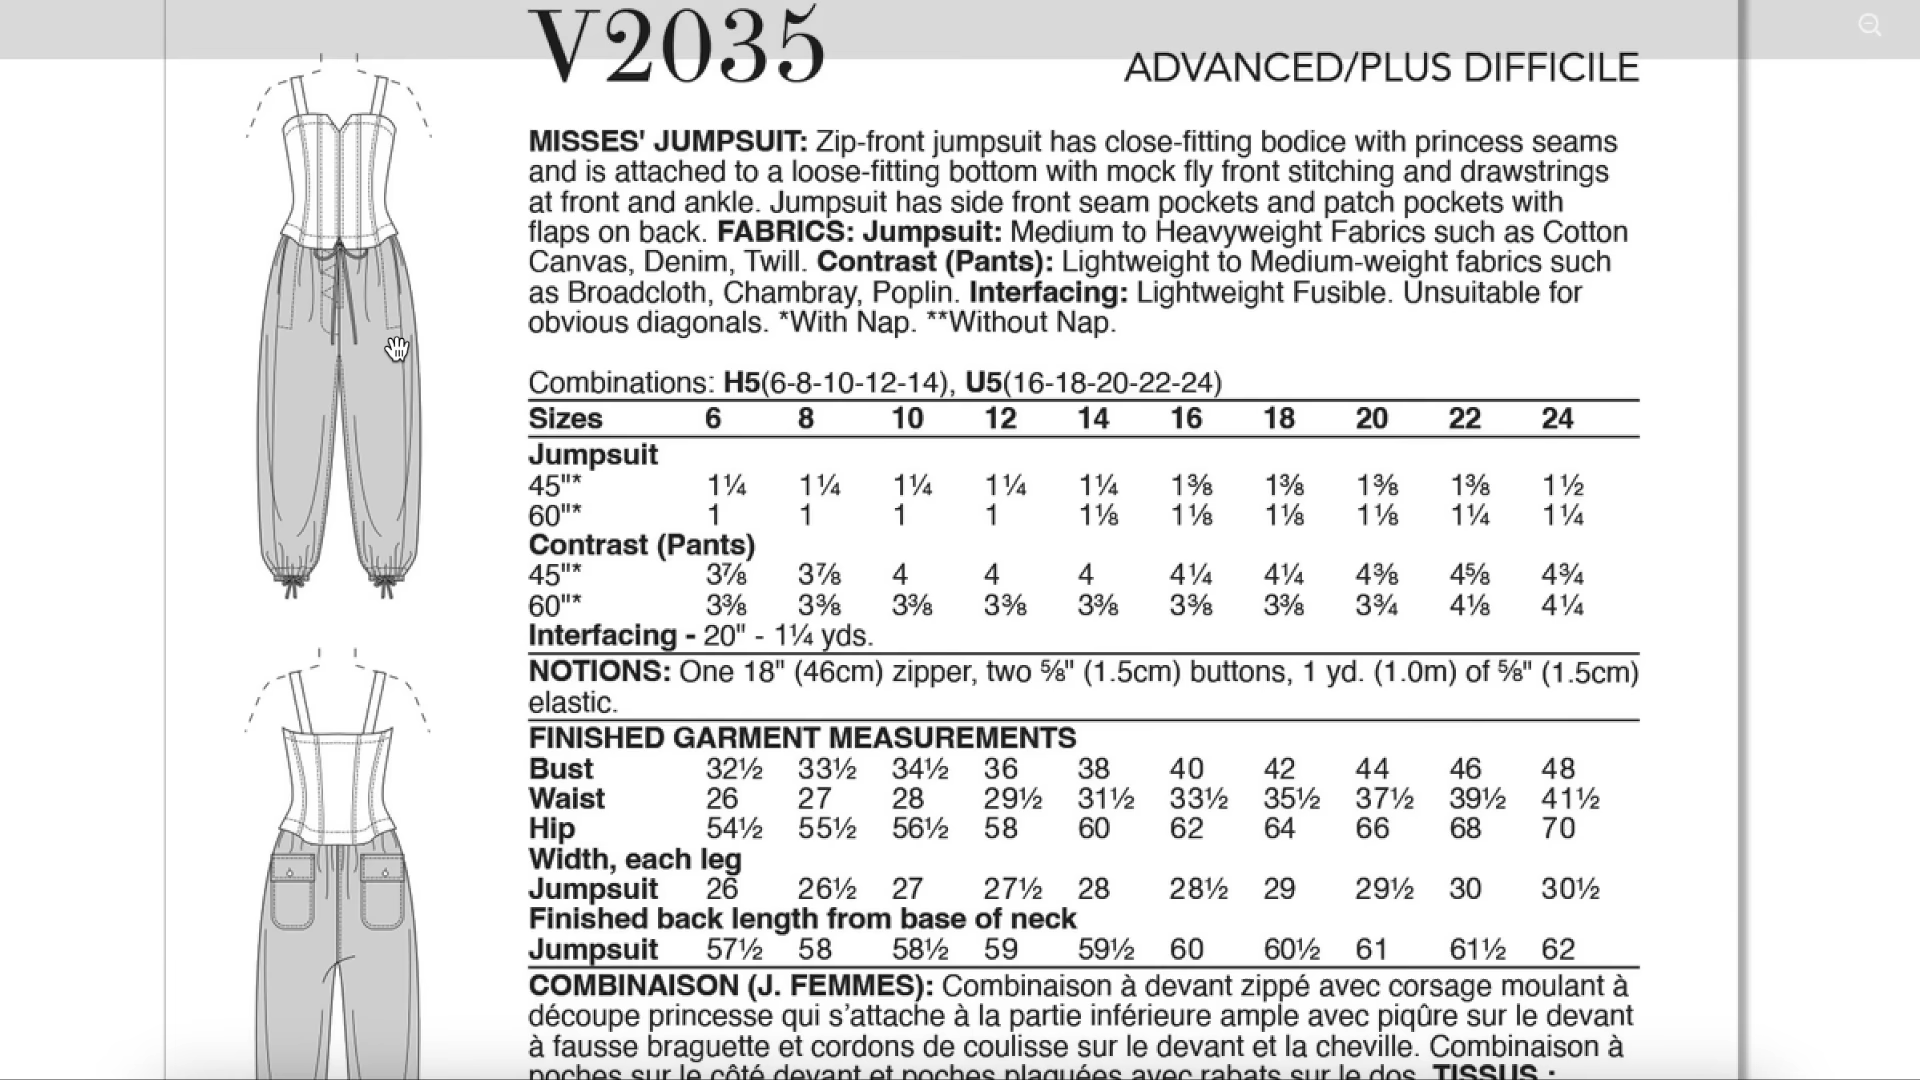 V2035
ADVANCED/PLUS DIFFICILE
MISSES' JUMPSUIT: Zip-front jumpsuit has close-fitting bodice with princess seams
and is attached to a loose-fitting bottom with mock fly front stitching and drawstrings
at front and ankle. Jumpsuit has side front seam pockets and patch pockets with
flaps on back. FABRICS: Jumpsuit: Medium to Heavyweight Fabrics such as Cotton
Canvas, Denim, Twill. Contrast (Pants): Lightweight to Medium-weight fabrics such
as Broadcloth, Chambray, Poplin. Interfacing: Lightweight Fusible. Unsuitable for
obvious diagonals. *With Nap. **Without Nap.
Combinations: H5(6-8-10-12-14), U5(16-18-20-22-24)
Sizes 6 8 10 12 14 16 18 20 22 24
Jumpsuit
45"* 1¼ 1¼ 1¼ 1¼ 1¼ 1⅜ 1⅜ 1⅜ 1⅜ 1½
60"* 1 1 1 1 1⅛ 1⅛ 1⅛ 1⅛ 1¼ 1¼
Contrast (Pants)
45"* 3⅞ 3⅞ 4 4 4 4¼ 4¼ 4⅜ 4⅝ 4¾
60"* 3⅜ 3⅜ 3⅜ 3⅜ 3⅜ 3⅜ 3⅜ 3¾ 4⅛ 4¼
Interfacing - 20" - 1¼ yds.
NOTIONS: One 18" (46cm) zipper, two ⅝" (1.5cm) buttons, 1 yd. (1.0m) of ⅝" (1.5cm)
elastic.
FINISHED GARMENT MEASUREMENTS
Bust 32½ 33½ 34½ 36 38 40 42 44 46 48
Waist 26 27 28 29½ 31½ 33½ 35½ 37½ 39½ 41½
Hip 54½ 55½ 56½ 58 60 62 64 66 68 70
Width, each leg
Jumpsuit 26 26½ 27 27½ 28 28½ 29 29½ 30 30½
Finished back length from base of neck
Jumpsuit 57½ 58 58½ 59 59½ 60 60½ 61 61½ 62
COMBINAISON (J. FEMMES): Combinaison à devant zippé avec corsage moulant à
découpe princesse qui s'attache à la partie inférieure ample avec piqûre sur le devant
à fausse braguette et cordons de coulisse sur le devant et la cheville. Combinaison à
poches sur le côté devant et poches plaquées avec rabats sur le dos. TISSUS :